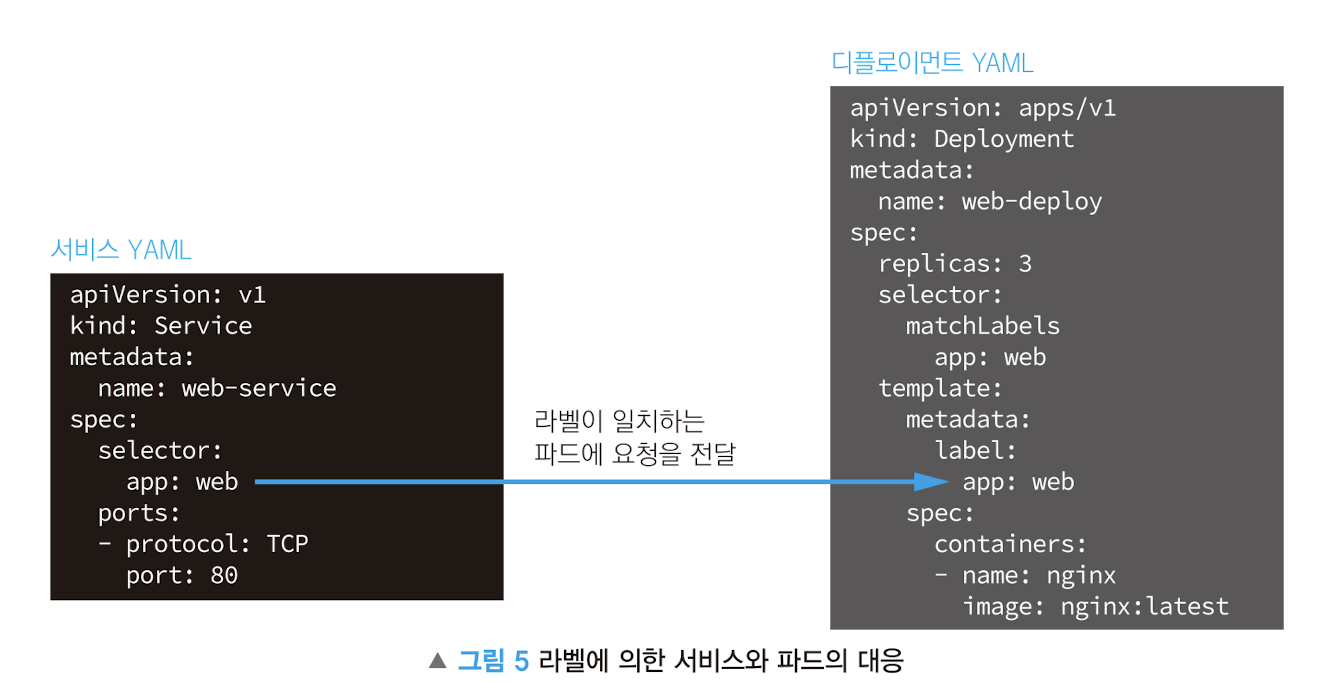 서비스 YAML
apiVersion: v1
kind: Service
metadata:
  name: web-service
spec:
  selector:
    app: web
  ports:
  - protocol: TCP
    port: 80
라벨이 일치하는
파드에 요청을 전달
디플로이먼트 YAML
apiVersion: apps/v1
kind: Deployment
metadata:
  name: web-deploy
spec:
  replicas: 3
  selector:
    matchLabels
      app: web
  template:
    metadata:
      label:
        app: web
    spec:
      containers:
      - name: nginx
        image: nginx:latest
▲ 그림 5 라벨에 의한 서비스와 파드의 대응